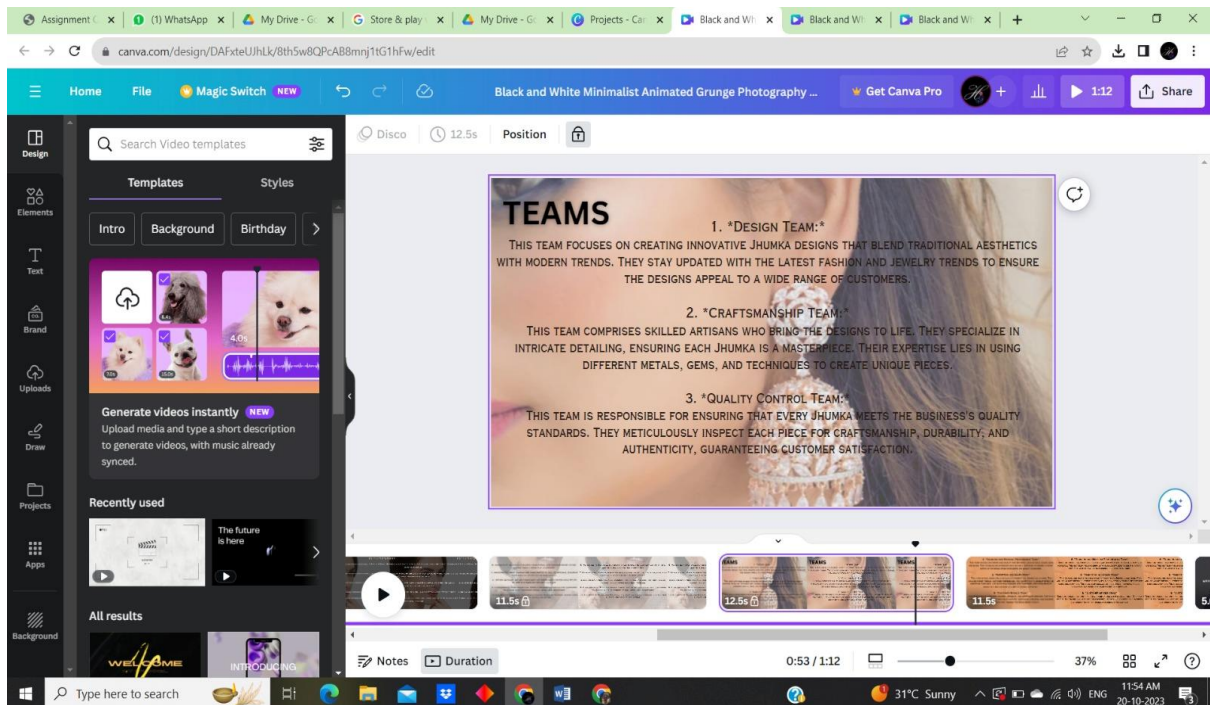 Assignment C
(1) WhatsApp
My Drive - Go
Store & play
My Drive - Go
Projects - Can
Black and Wh
Black and Wh
Black and Wh
canva.com/design/DAFxteUJhLk/8th5w8QPcAB8mnj1tG1hFw/edit
Home File Magic Switch NEW
Black and White Minimalist Animated Grunge Photography ...
Get Canva Pro
1:12
Share
Design
Elements
Text
Brand
Uploads
Draw
Projects
Apps
Background
Search Video templates
Templates Styles
Intro Background Birthday
4.0s
Generate videos instantly NEW
Upload media and type a short description
to generate videos, with music already
synced.
Recently used
The future
is here
All results
WELCOME
INTRODUCING
Disco 12.5s Position
TEAMS
1. *Design Team:*
This team focuses on creating innovative Jhumka designs that blend traditional aesthetics
with modern trends. They stay updated with the latest fashion and jewelry trends to ensure
the designs appeal to a wide range of customers.
2. *Craftsmanship Team:*
This team comprises skilled artisans who bring the designs to life. They specialize in
intricate detailing, ensuring each Jhumka is a masterpiece. Their expertise lies in using
different metals, gems, and techniques to create unique pieces.
3. *Quality Control Team:*
This team is responsible for ensuring that every Jhumka meets the business's quality
standards. They meticulously inspect each piece for craftsmanship, durability, and
authenticity, guaranteeing customer satisfaction.
11.5s
TEAMS TEAMS TEAMS TEAMS
12.5s
11.5s
Notes Duration
0:53 / 1:12
37%
Type here to search
31°C Sunny
ENG
11:54 AM
20-10-2023
3